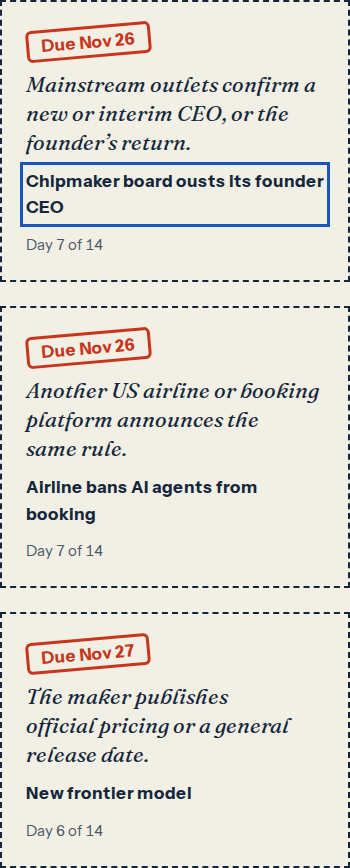 Due Nov 26
Mainstream outlets confirm a
new or interim CEO, or the
founder’s return.
Chipmaker board ousts its founder
CEO
Day 7 of 14
Due Nov 26
Another US airline or booking
platform announces the
same rule.
Airline bans AI agents from
booking
Day 7 of 14
Due Nov 27
The maker publishes
official pricing or a general
release date.
New frontier model
Day 6 of 14